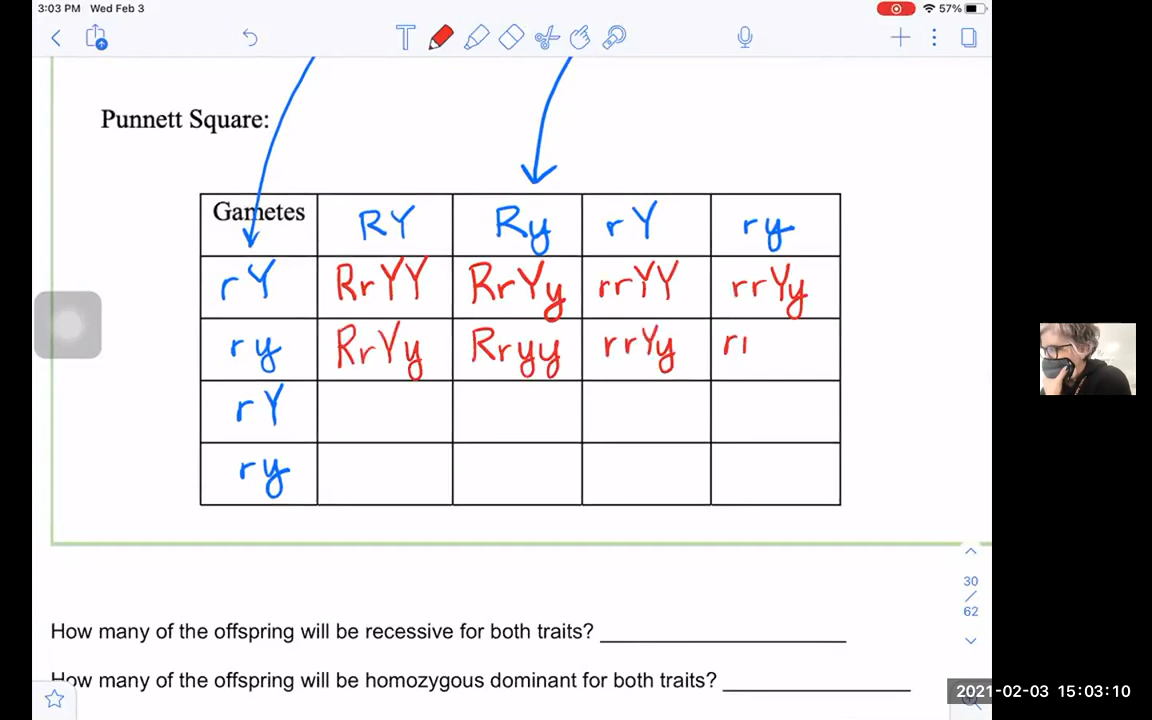 3:03 PM Wed Feb 3
57%
Punnett Square:
Gametes RY Ry rY ry
rY RrYY RrYy rrYY rrYy
ry RrYy Rryy rrYy
rY
ry
30
/
62
How many of the offspring will be recessive for both traits?
How many of the offspring will be homozygous dominant for both traits?
2021-02-03 15:03:10